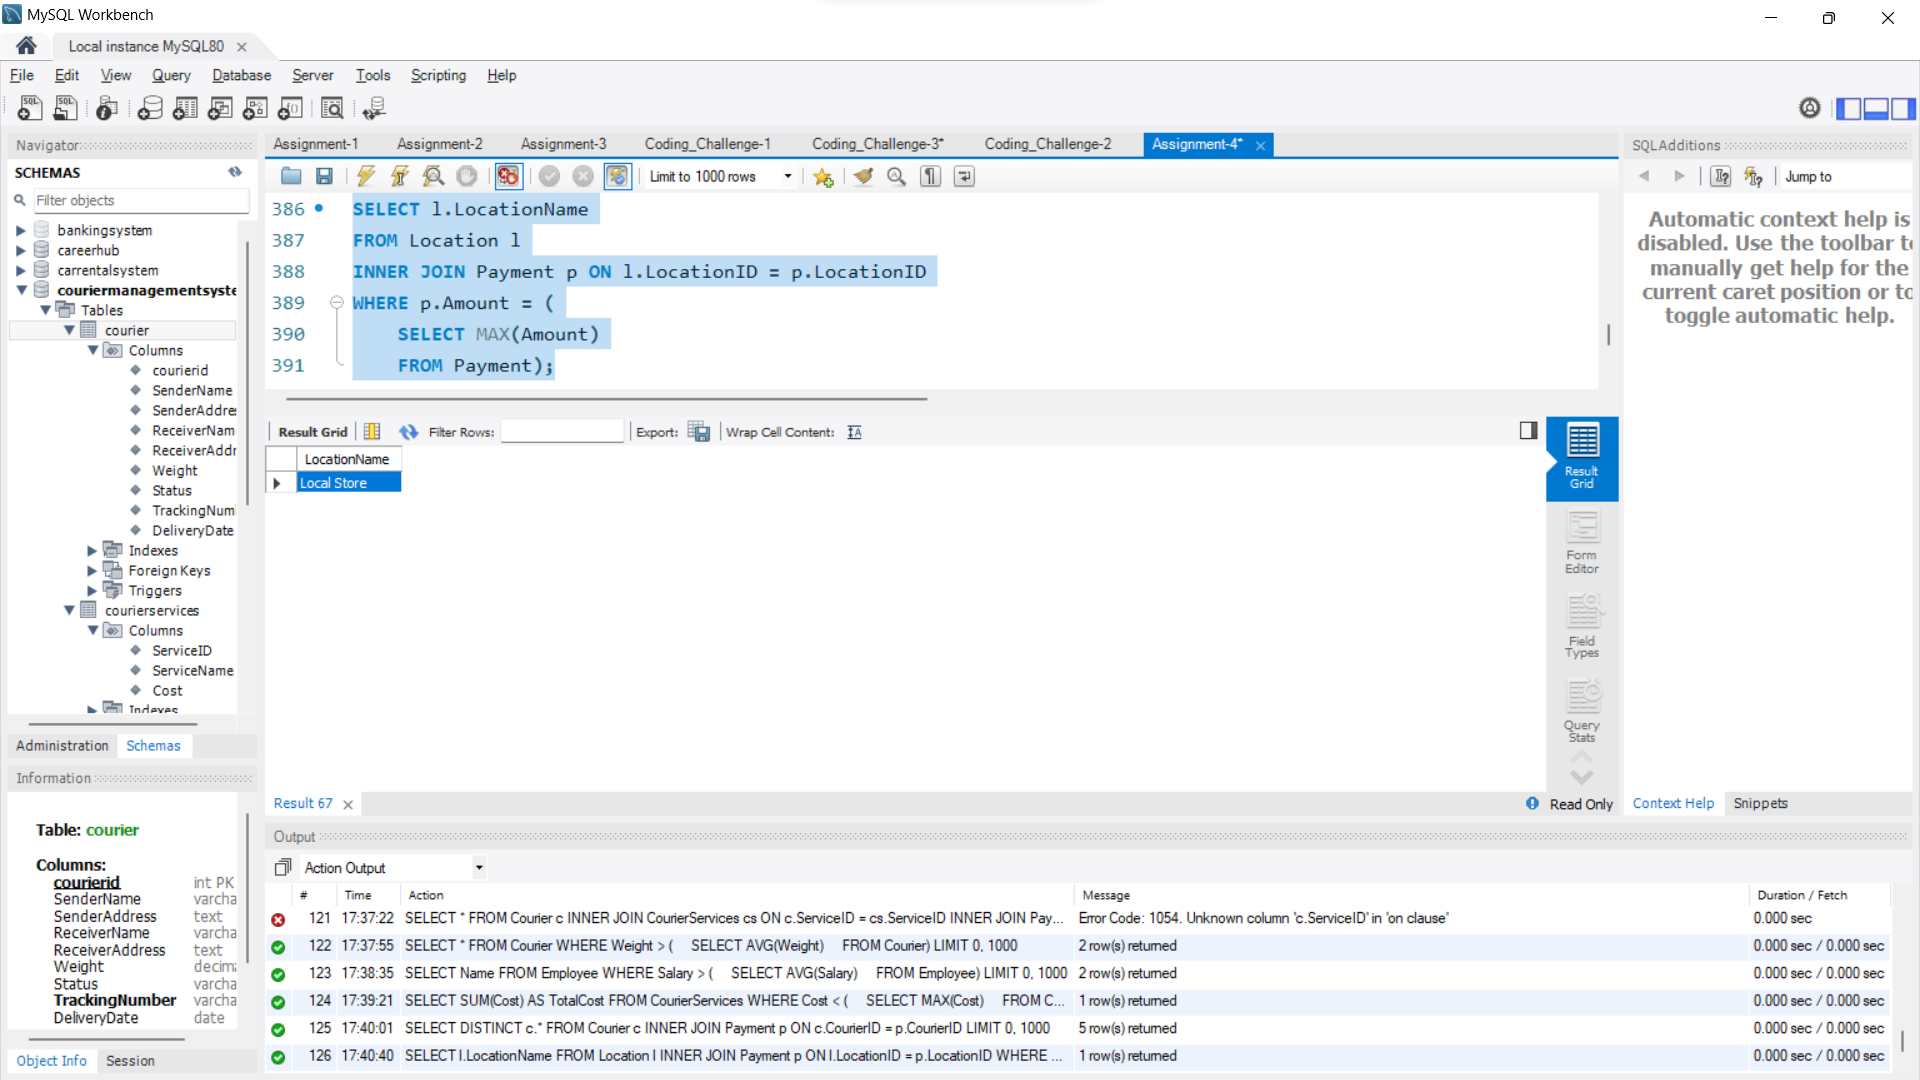 MySQL Workbench
Local instance MySQL80
File Edit View Query Database Server Tools Scripting Help
Navigator
SCHEMAS
Filter objects
bankingsystem
careerhub
carrentalsystem
couriermanagementsyste
Tables
courier
Columns
courierid
SenderName
SenderAddre
ReceiverNam
ReceiverAddr
Weight
Status
TrackingNum
DeliveryDate
Indexes
Foreign Keys
Triggers
courierservices
Columns
ServiceID
ServiceName
Cost
Indexes
Administration Schemas
Information
Table: courier
Columns:
courierid int PK
SenderName varcha
SenderAddress text
ReceiverName varcha
ReceiverAddress text
Weight decima
Status varcha
TrackingNumber varcha
DeliveryDate date
Object Info Session
Assignment-1 Assignment-2 Assignment-3 Coding_Challenge-1 Coding_Challenge-3* Coding_Challenge-2 Assignment-4*
Limit to 1000 rows
386 SELECT l.LocationName
387 FROM Location l
388 INNER JOIN Payment p ON l.LocationID = p.LocationID
389 WHERE p.Amount = (
390 SELECT MAX(Amount)
391 FROM Payment);
Result Grid Filter Rows: Export: Wrap Cell Content:
LocationName
Local Store
Result Grid
Form Editor
Field Types
Query Stats
Result 67
Read Only
SQLAdditions
Jump to
Automatic context help is
disabled. Use the toolbar to
manually get help for the
current caret position or to
toggle automatic help.
Context Help Snippets
Output
Action Output
# Time Action Message Duration / Fetch
121 17:37:22 SELECT * FROM Courier c INNER JOIN CourierServices cs ON c.ServiceID = cs.ServiceID INNER JOIN Pay... Error Code: 1054. Unknown column 'c.ServiceID' in 'on clause' 0.000 sec
122 17:37:55 SELECT * FROM Courier WHERE Weight > ( SELECT AVG(Weight) FROM Courier) LIMIT 0, 1000 2 row(s) returned 0.000 sec / 0.000 sec
123 17:38:35 SELECT Name FROM Employee WHERE Salary > ( SELECT AVG(Salary) FROM Employee) LIMIT 0, 1000 2 row(s) returned 0.000 sec / 0.000 sec
124 17:39:21 SELECT SUM(Cost) AS TotalCost FROM CourierServices WHERE Cost < ( SELECT MAX(Cost) FROM C... 1 row(s) returned 0.000 sec / 0.000 sec
125 17:40:01 SELECT DISTINCT c.* FROM Courier c INNER JOIN Payment p ON c.CourierID = p.CourierID LIMIT 0, 1000 5 row(s) returned 0.000 sec / 0.000 sec
126 17:40:40 SELECT l.LocationName FROM Location l INNER JOIN Payment p ON l.LocationID = p.LocationID WHERE ... 1 row(s) returned 0.000 sec / 0.000 sec